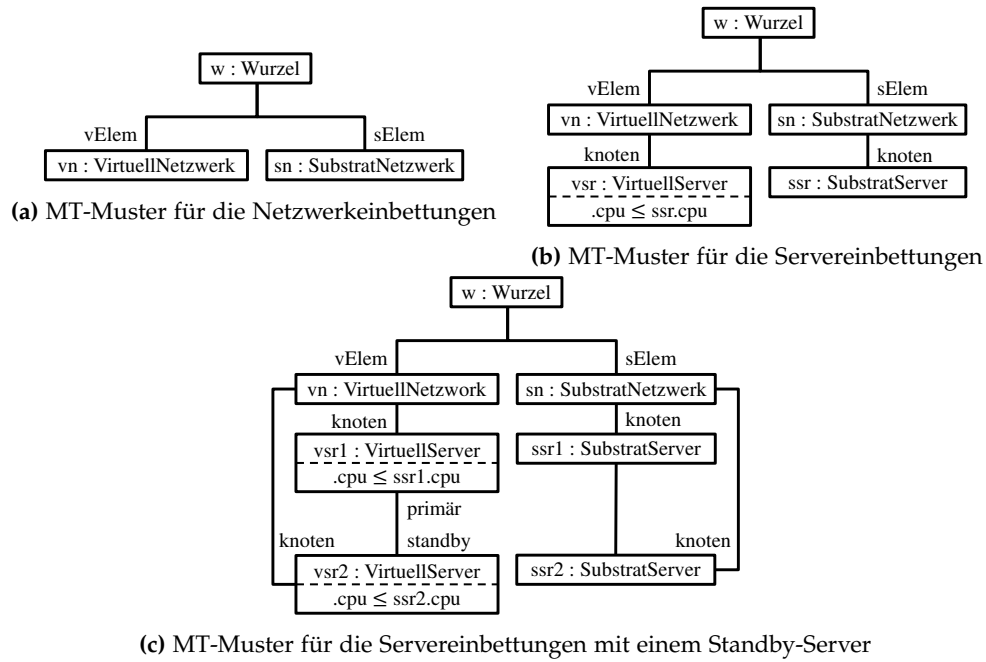 w : Wurzel
vElem
sElem
vn : VirtuellNetzwerk
sn : SubstratNetzwerk
(a) MT-Muster für die Netzwerkeinbettungen
w : Wurzel
vElem
sElem
vn : VirtuellNetzwerk
sn : SubstratNetzwerk
knoten
knoten
vsr : VirtuellServer
ssr : SubstratServer
.cpu ≤ ssr.cpu
(b) MT-Muster für die Servereinbettungen
w : Wurzel
vElem
sElem
vn : VirtuellNetzwork
sn : SubstratNetzwerk
knoten
knoten
vsr1 : VirtuellServer
ssr1 : SubstratServer
.cpu ≤ ssr1.cpu
primär
knoten
standby
knoten
vsr2 : VirtuellServer
ssr2 : SubstratServer
.cpu ≤ ssr2.cpu
(c) MT-Muster für die Servereinbettungen mit einem Standby-Server